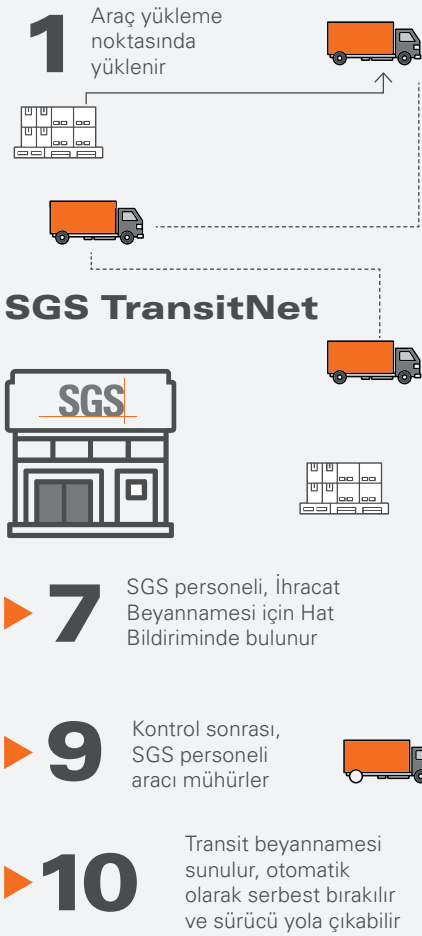 1
Araç yükleme
noktasında
yüklenir
SGS TransitNet
SGS
7
SGS personeli, İhracat
Beyannamesi için Hat
Bildiriminde bulunur
9
Kontrol sonrası,
SGS personeli
aracı mühürler
10
Transit beyannamesi
sunulur, otomatik
olarak serbest bırakılır
ve sürücü yola çıkabilir